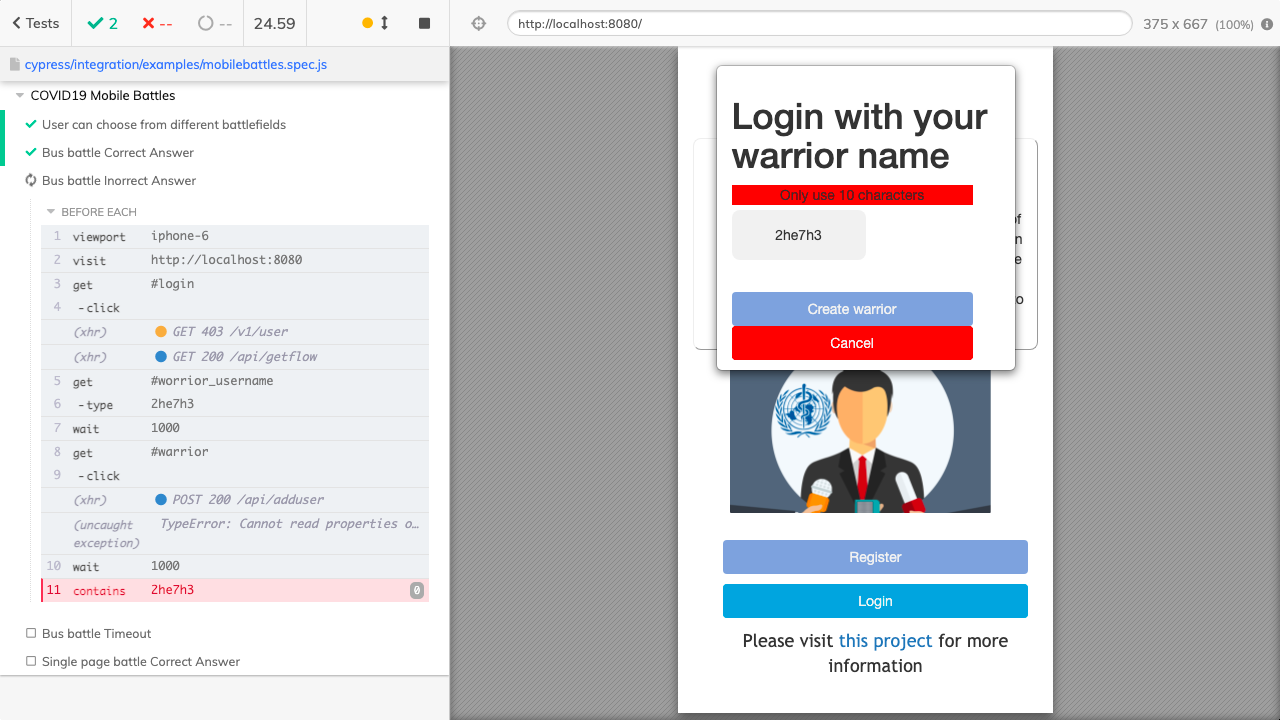 Tests
2
--
--
24.59
http://localhost:8080/
375 x 667 (100%)
cypress/integration/examples/mobilebattles.spec.js
COVID19 Mobile Battles
User can choose from different battlefields
Bus battle Correct Answer
Bus battle Inorrect Answer
BEFORE EACH
1 viewport iphone-6
2 visit http://localhost:8080
3 get #login
4 -click
(xhr) GET 403 /v1/user
(xhr) GET 200 /api/getflow
5 get #worrior_username
6 -type 2he7h3
7 wait 1000
8 get #warrior
9 -click
(xhr) POST 200 /api/adduser
(uncaught exception) TypeError: Cannot read properties o…
10 wait 1000
11 contains 2he7h3 0
Bus battle Timeout
Single page battle Correct Answer
Login with your
warrior name
Only use 10 characters
2he7h3
Create warrior
Cancel
of
n
e
o
Register
Login
Please visit this project for more
information